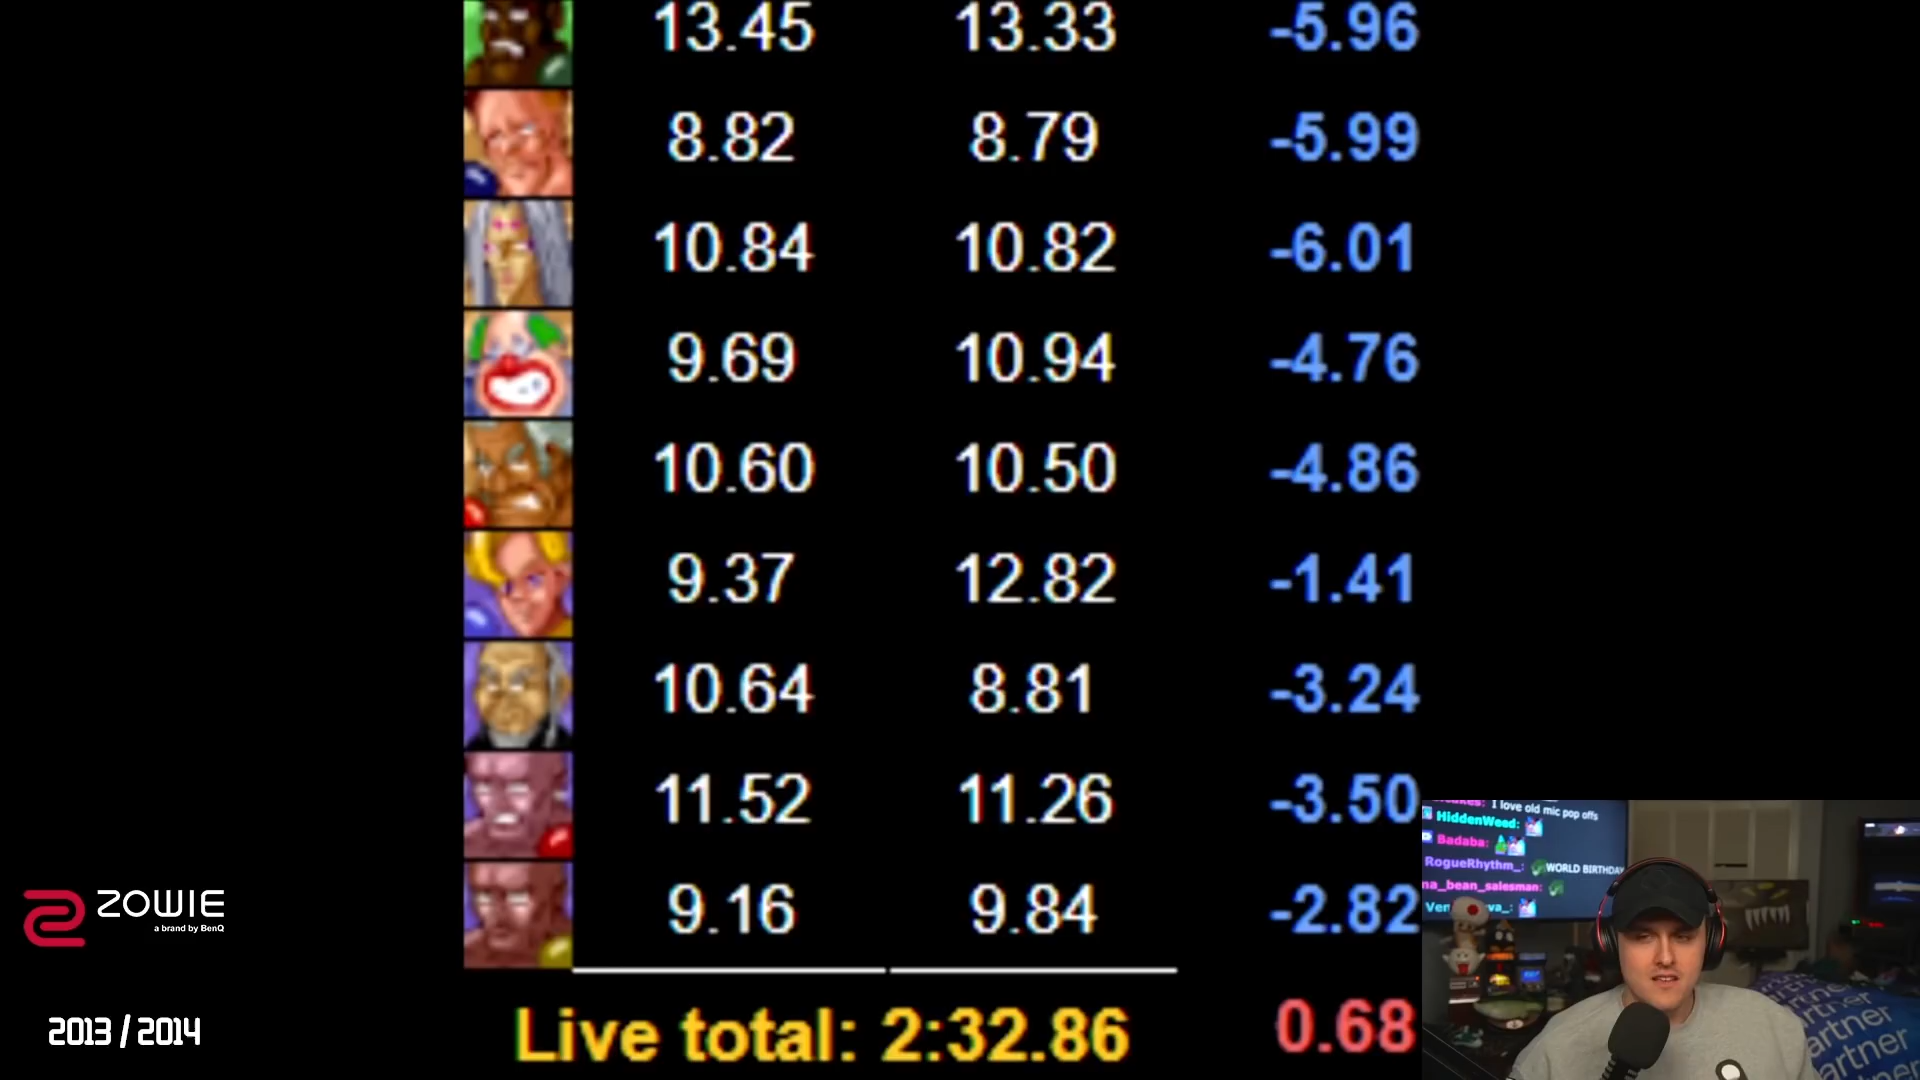 13.45 13.33 -5.96
8.82 8.79 -5.99
10.84 10.82 -6.01
9.69 10.94 -4.76
10.60 10.50 -4.86
9.37 12.82 -1.41
10.64 8.81 -3.24
11.52 11.26 -3.50
9.16 9.84 -2.82
Live total: 2:32.86 0.68
ZOWIE
a brand by BenQ
2013 / 2014
I love old mic pop offs
HiddenWeed:
Badaba:
RogueRhythm_: WORLD BIRTHDAY
na_bean_salesman:
artner
artner
artner